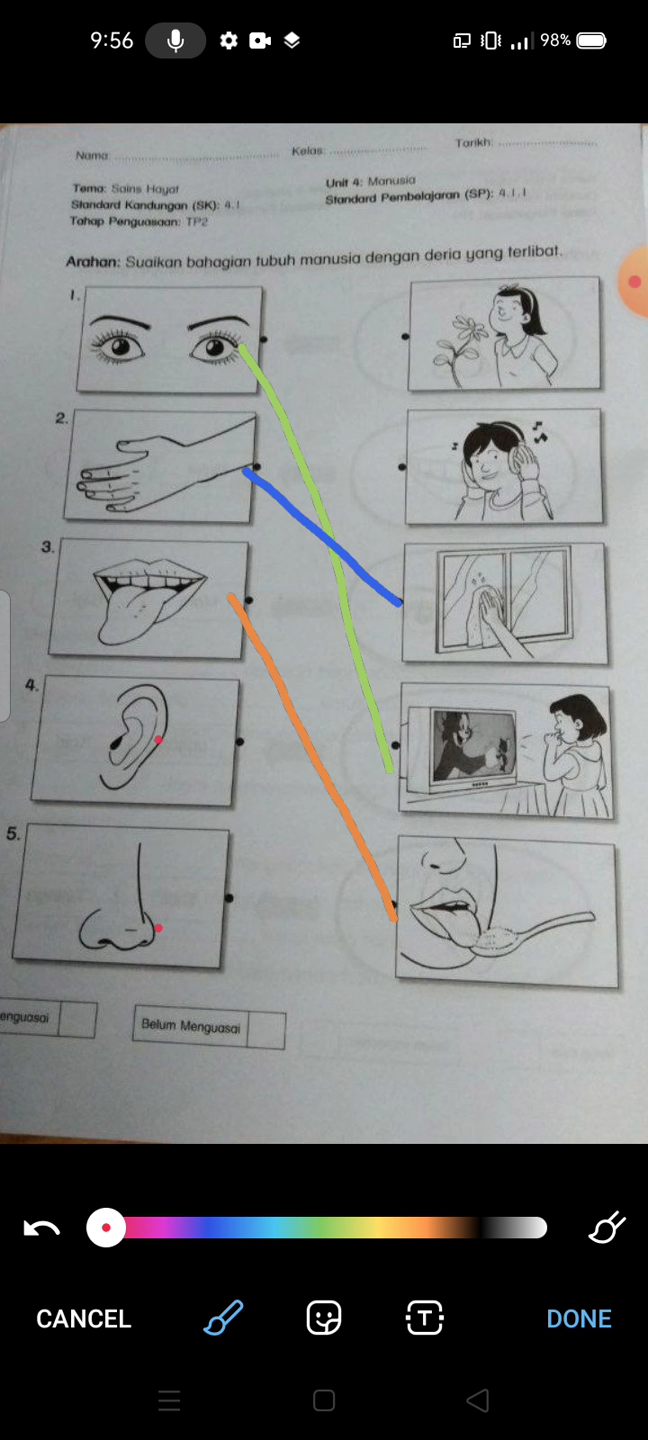 9:56
98%
Nama:
Kelas:
Tarikh:
Tema: Sains Hayat
Unit 4: Manusia
Standard Kandungan (SK): 4.1
Standard Pembelajaran (SP): 4.1.1
Tahap Penguasaan: TP2
Arahan: Suaikan bahagian tubuh manusia dengan deria yang terlibat.
1.
2.
3.
4.
5.
enguasai
Belum Menguasai
CANCEL
T
DONE